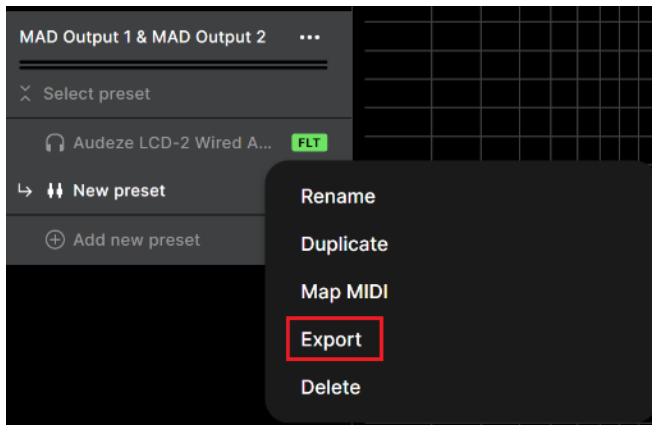 MAD Output 1 & MAD Output 2 •••
Select preset
Audeze LCD-2 Wired A... FLT
New preset
Add new preset
Rename
Duplicate
Map MIDI
Export
Delete